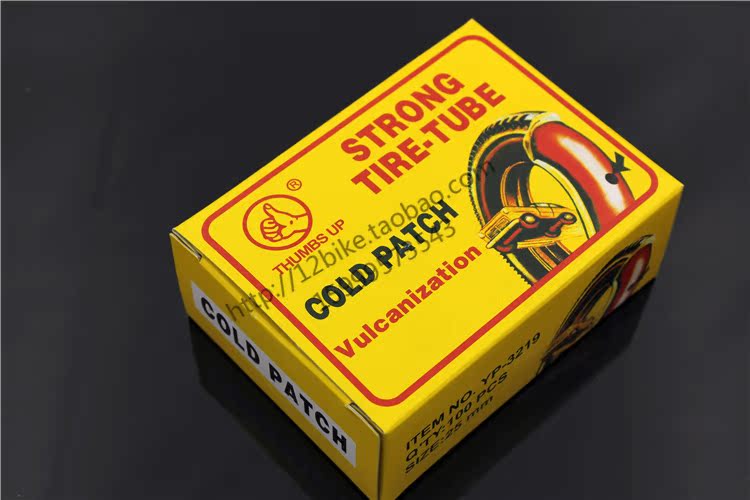 STRONG
TIRE-TUBE
®
THUMBS UP
COLD PATCH
Vulcanization
http://12bike.taobao.com
COLD PATCH
ITEM NO. YP-3219
Q'TY:100 PCS
SIZE:25 mm